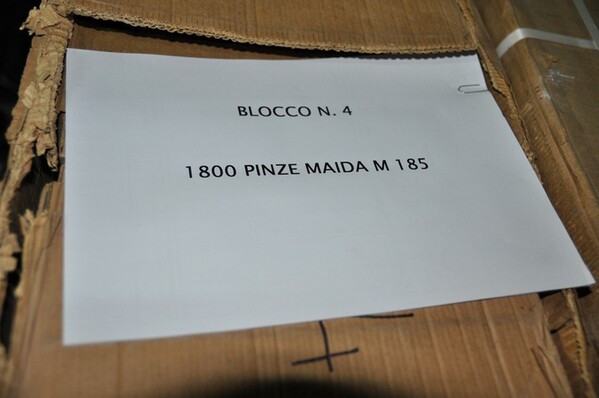 BLOCCO N. 4
1800 PINZE MAIDA M 185